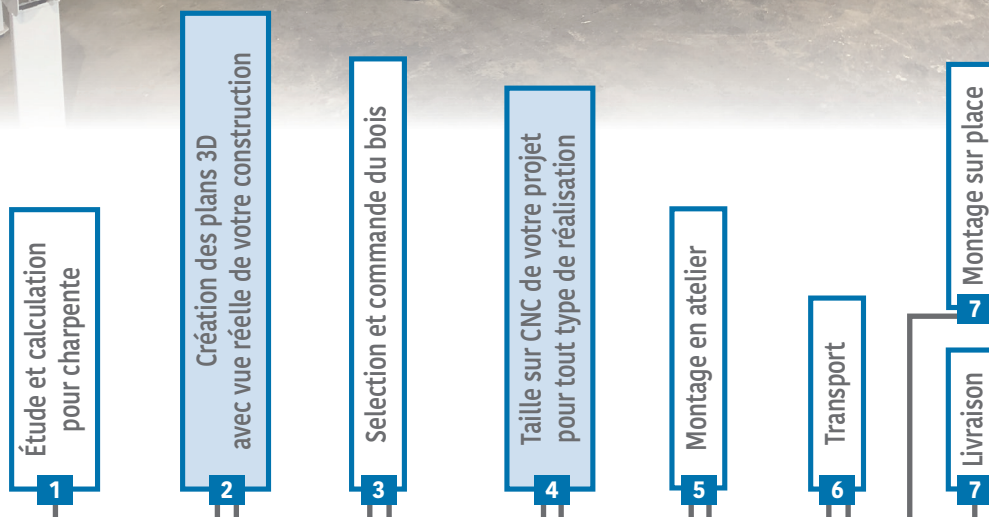 Étude et calculation
pour charpente
1
Création des plans 3D
avec vue réelle de votre construction
2
Selection et commande du bois
3
Taille sur CNC de votre projet
pour tout type de réalisation
4
Montage en atelier
5
Transport
6
Montage sur place
7
Livraison
7